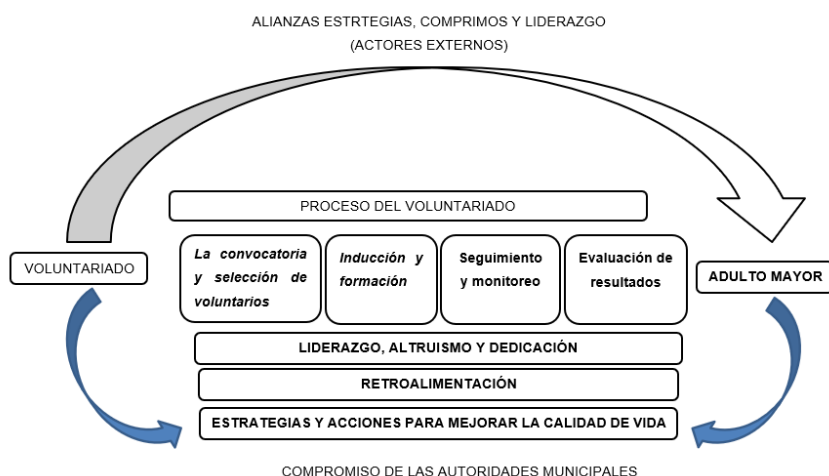 ALIANZAS ESTRTEGIAS, COMPRIMOS Y LIDERAZGO
(ACTORES EXTERNOS)
PROCESO DEL VOLUNTARIADO
VOLUNTARIADO
La convocatoria
y selección de
voluntarios
Inducción y
formación
Seguimiento
y monitoreo
Evaluación de
resultados
ADULTO MAYOR
LIDERAZGO, ALTRUISMO Y DEDICACIÓN
RETROALIMENTACIÓN
ESTRATEGIAS Y ACCIONES PARA MEJORAR LA CALIDAD DE VIDA
COMPROMISO DE LAS AUTORIDADES MUNICIPALES